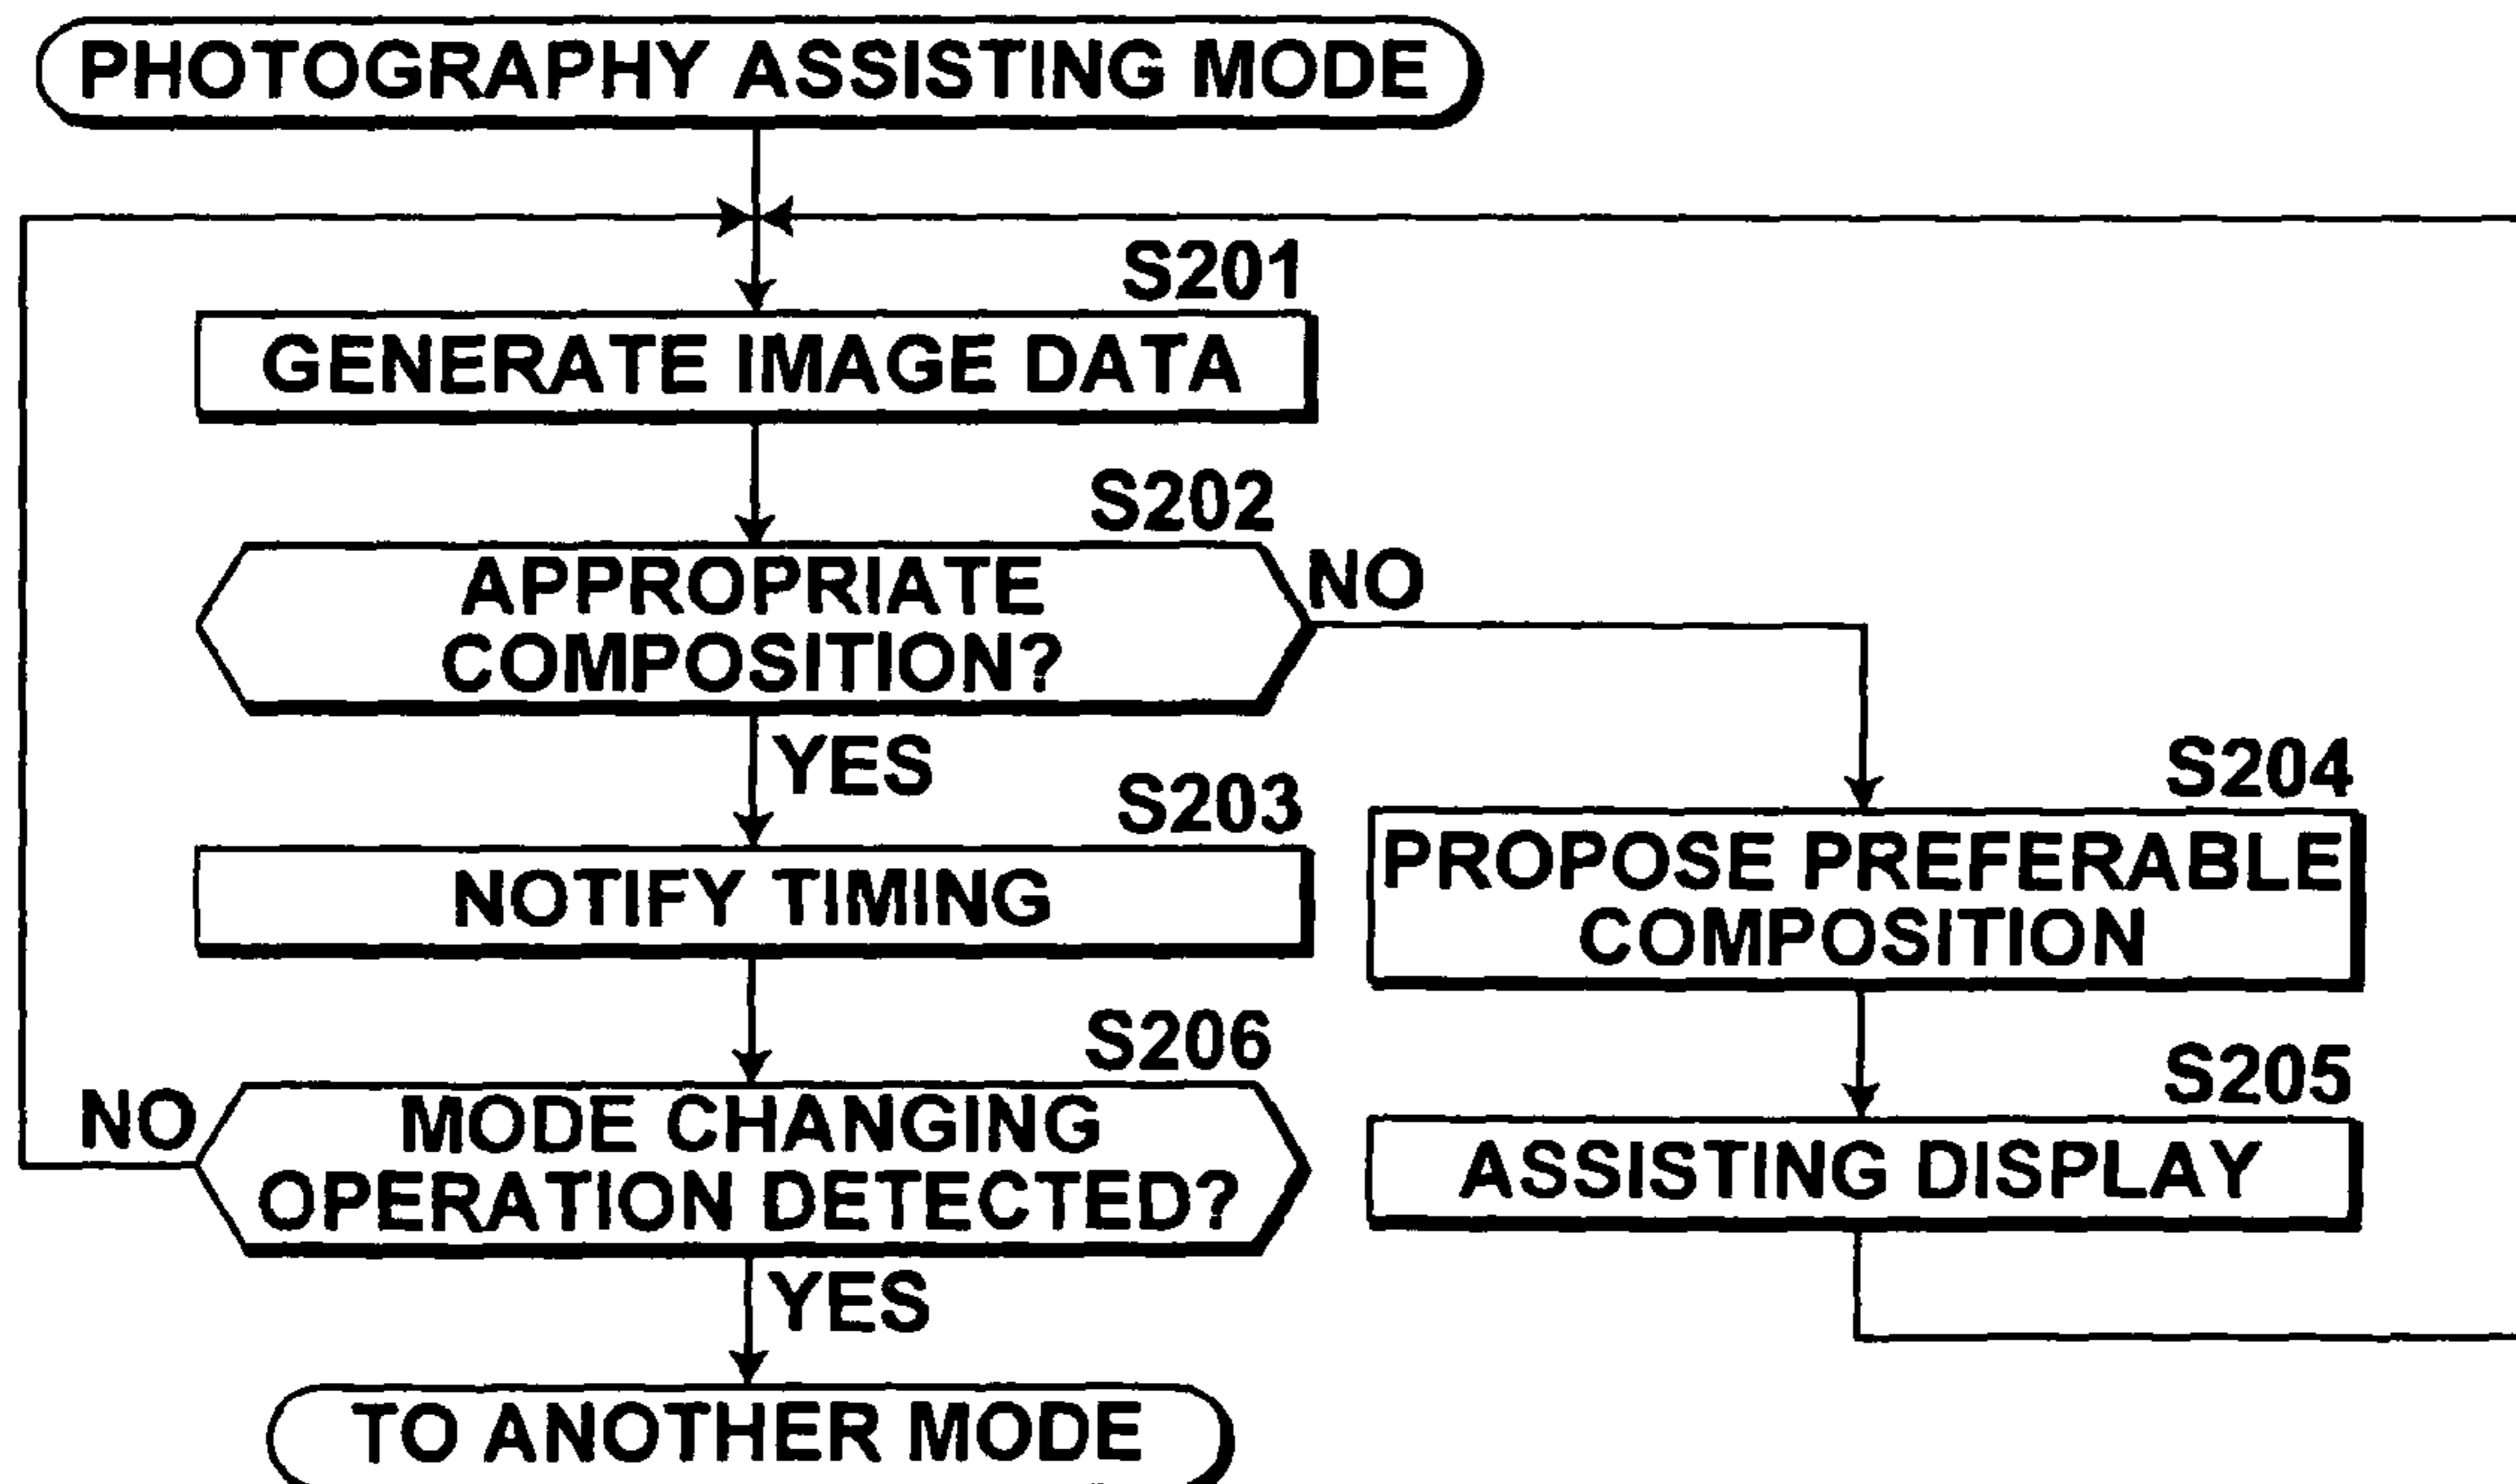 PHOTOGRAPHY ASSISTING MODE
S201
GENERATE IMAGE DATA
S202
APPROPRIATE
COMPOSITION?
NO
YES
S203
NOTIFY TIMING
S204
PROPOSE PREFERABLE
COMPOSITION
S206
NO
MODE CHANGING
OPERATION DETECTED?
S205
ASSISTING DISPLAY
YES
TO ANOTHER MODE